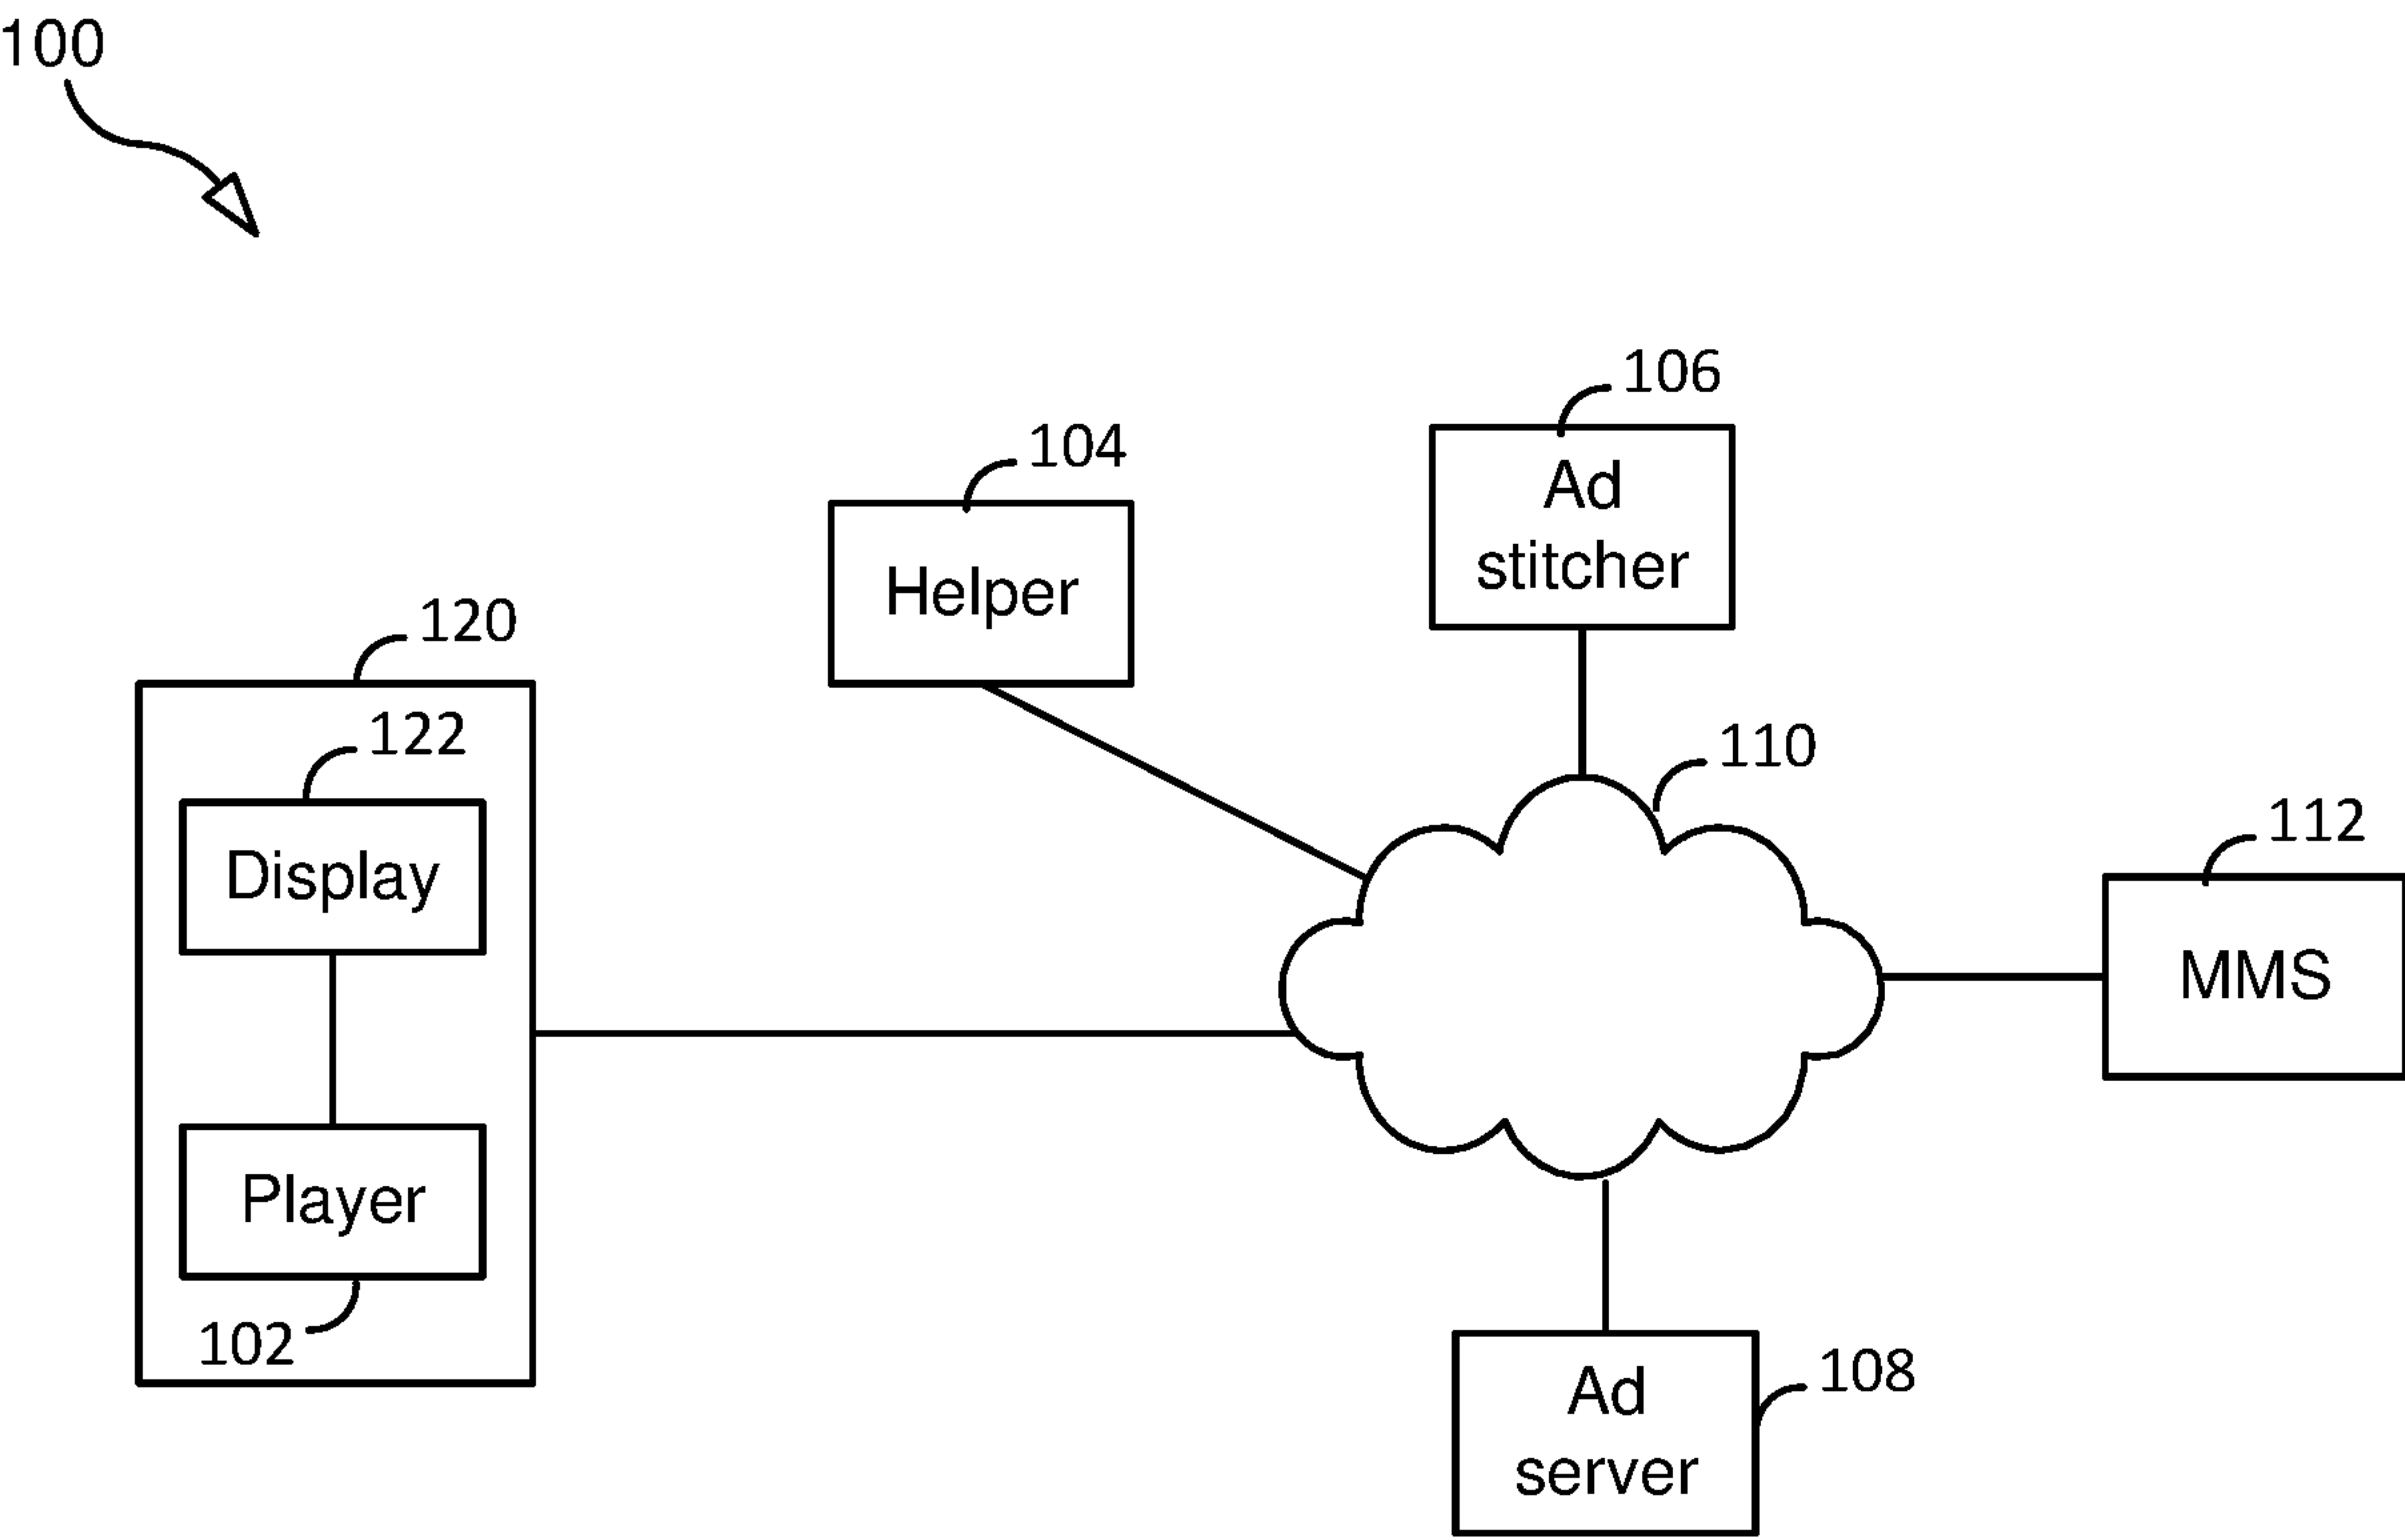 100
106
Ad
stitcher
104
Helper
120
122
Display
110
112
MMS
Player
102
108
Ad
server